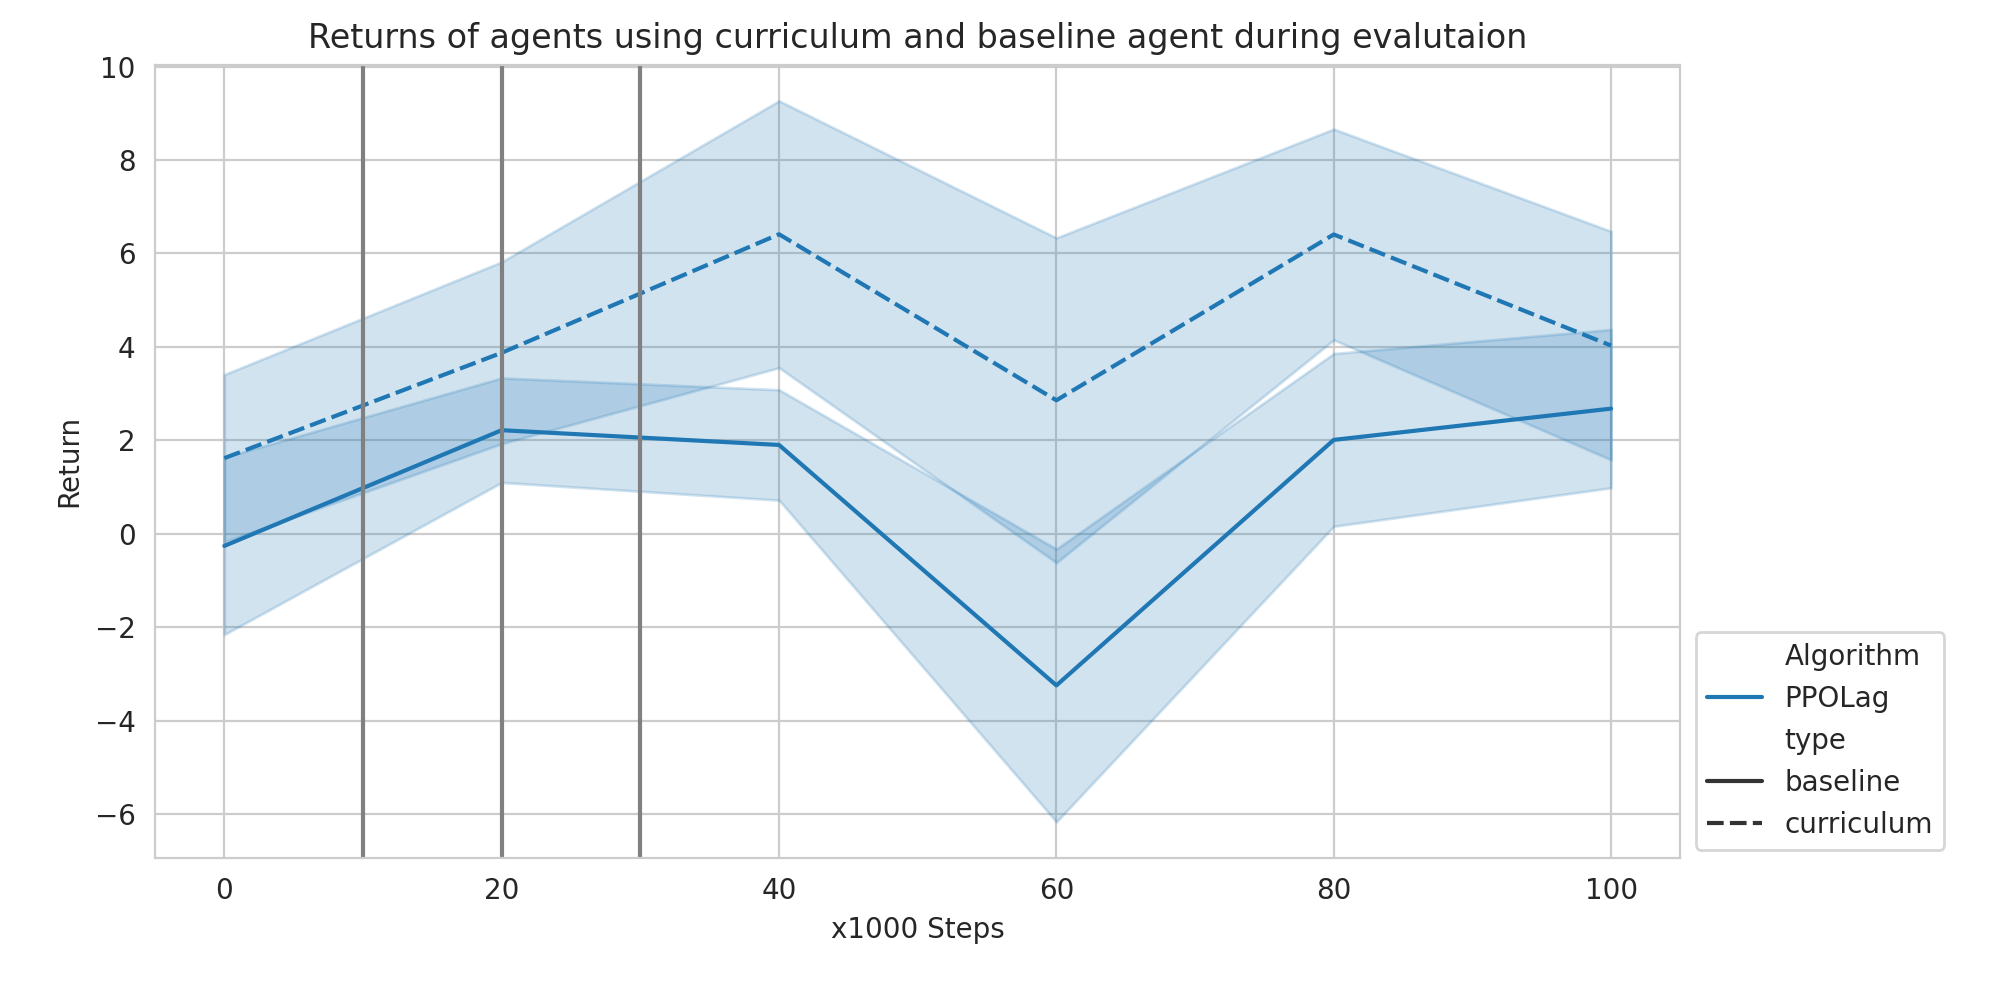 Returns of agents using curriculum and baseline agent during evalutaion
10
8
6
4
2
0
−2
−4
−6
Return
0 20 40 60 80 100
x1000 Steps
Algorithm
PPOLag
type
baseline
curriculum